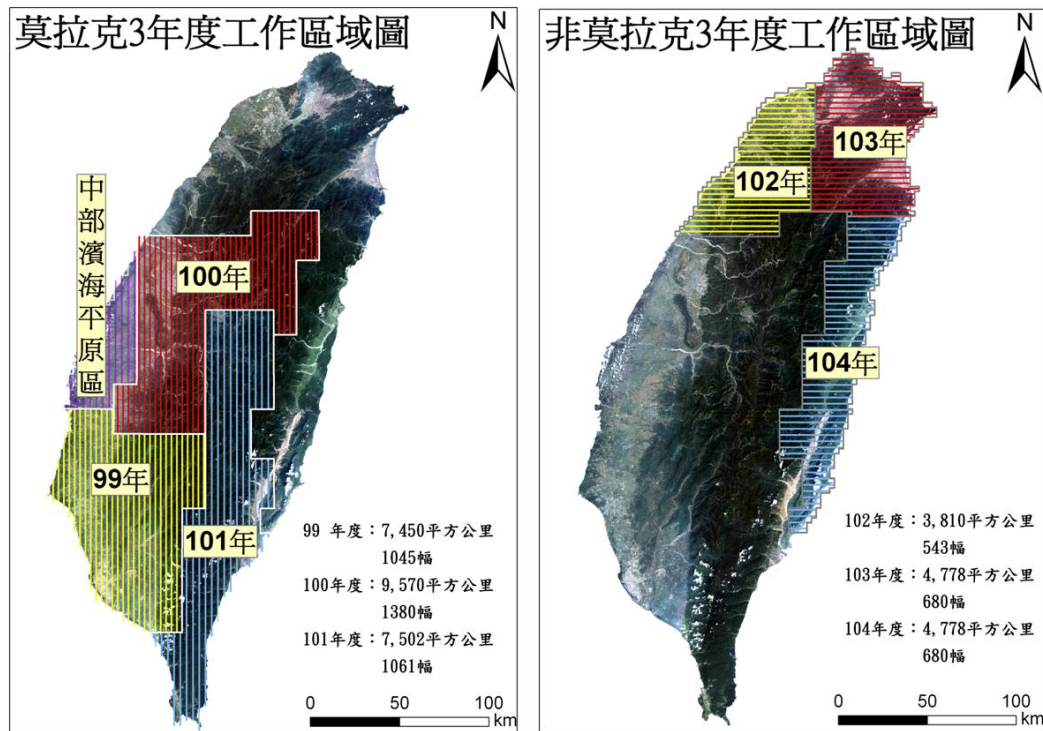 莫拉克3年度工作區域圖
N
中部濱海平原區
100年
99年
101年
99 年度：7,450平方公里
1045幅
100年度：9,570平方公里
1380幅
101年度：7,502平方公里
1061幅
0 50 100
km
非莫拉克3年度工作區域圖
N
103年
102年
104年
102年度：3,810平方公里
543幅
103年度：4,778平方公里
680幅
104年度：4,778平方公里
680幅
0 50 100
km